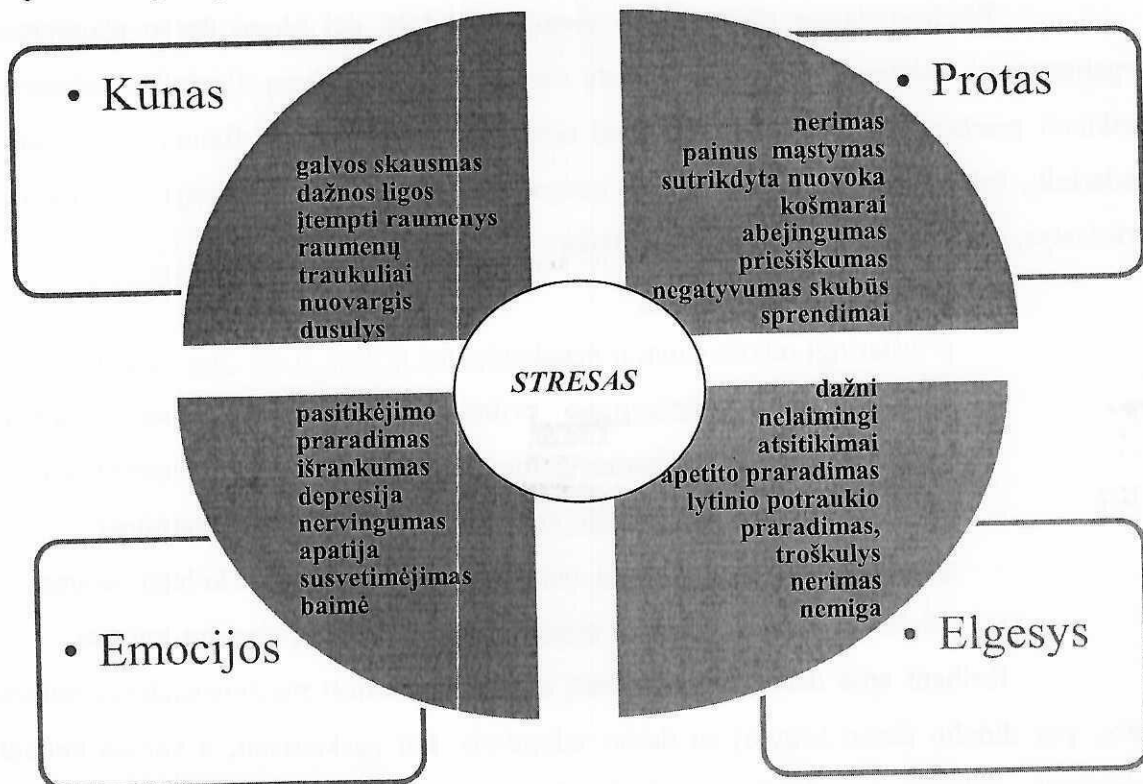 • Kūnas
galvos skausmas
dažnos ligos
įtempti raumenys
raumenų
traukuliai
nuovargis
dusulys
• Protas
nerimas
painus mąstymas
sutrikdyta nuovoka
košmarai
abejingumas
priešiškumas
negatyvumas skubūs
sprendimai
STRESAS
pasitikėjimo
praradimas
išrankumas
depresija
nervingumas
apatija
susvetimėjimas
baimė
• Emocijos
dažni
nelaimingi
atsitikimai
apetito praradimas
lytinio potraukio
praradimas,
troškulys
nerimas
nemiga
• Elgesys